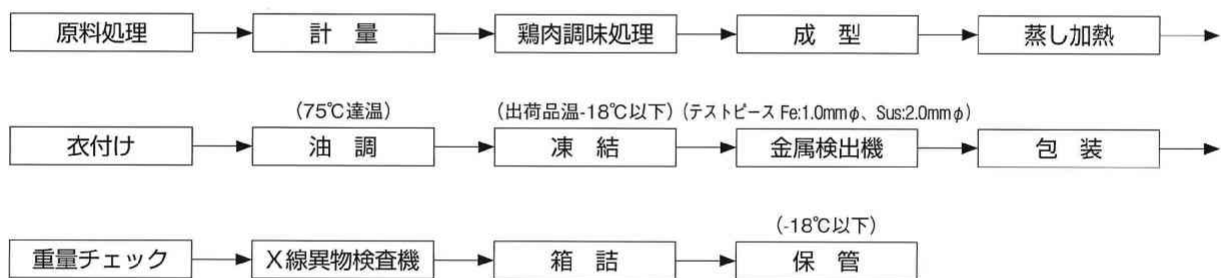 原料処理 計量 鶏肉調味処理 成型 蒸し加熱
(75℃達温) (出荷品温-18℃以下) (テストピース Fe:1.0mmφ、Sus:2.0mmφ)
衣付け 油調 凍結 金属検出機 包装
(-18℃以下)
重量チェック X線異物検査機 箱詰 保管